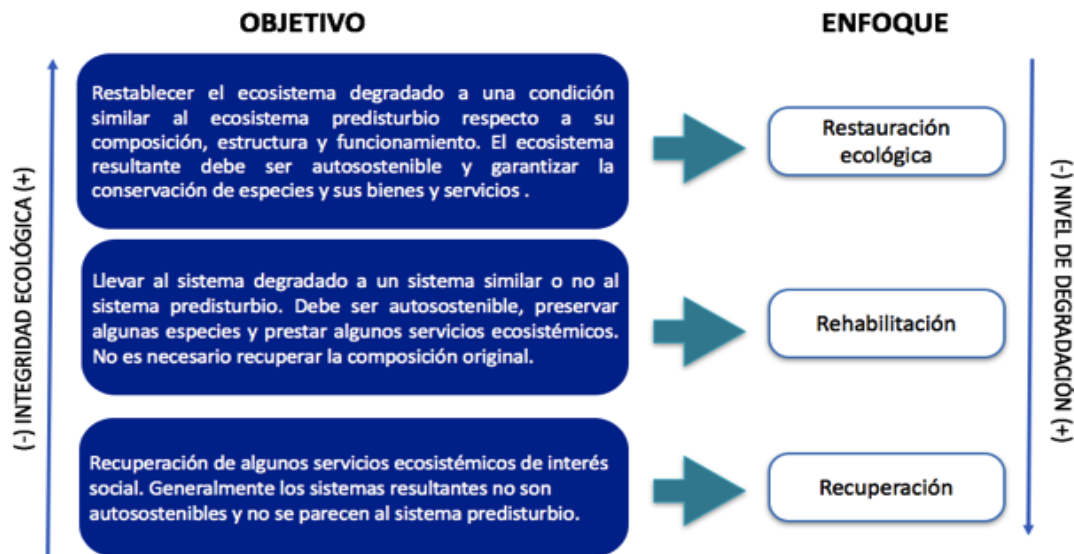 OBJETIVO
ENFOQUE
(-) INTEGRIDAD ECOLÓGICA (+)
Restablecer el ecosistema degradado a una condición
similar al ecosistema predisturbio respecto a su
composición, estructura y funcionamiento. El ecosistema
resultante debe ser autosostenible y garantizar la
conservación de especies y sus bienes y servicios .
Restauración
ecológica
Llevar al sistema degradado a un sistema similar o no al
sistema predisturbio. Debe ser autosostenible, preservar
algunas especies y prestar algunos servicios ecosistémicos.
No es necesario recuperar la composición original.
Rehabilitación
Recuperación de algunos servicios ecosistémicos de interés
social. Generalmente los sistemas resultantes no son
autosostenibles y no se parecen al sistema predisturbio.
Recuperación
(-) NIVEL DE DEGRADACIÓN (+)